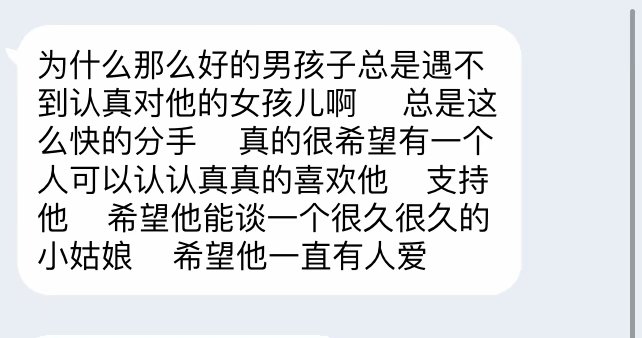 为什么那么好的男孩子总是遇不
到认真对他的女孩儿啊　总是这
么快的分手　真的很希望有一个
人可以认认真真的喜欢他　支持
他　希望他能谈一个很久很久的
小姑娘　希望他一直有人爱